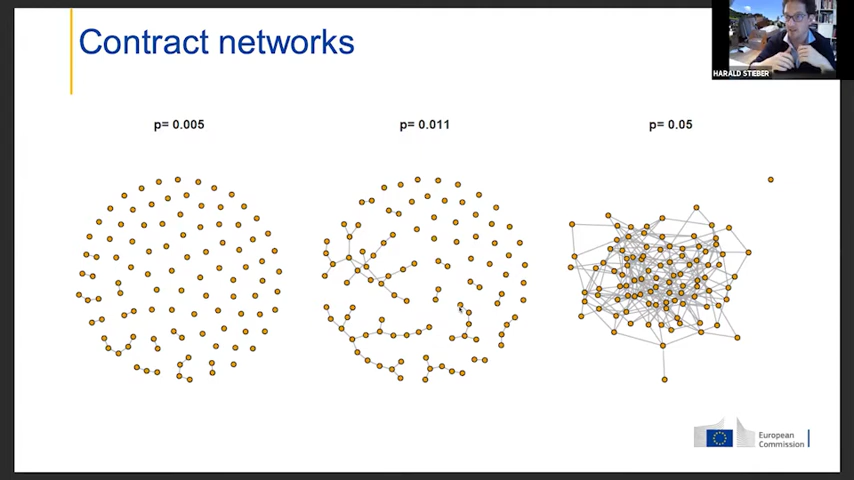 Contract networks
HARALD STIEBER
p= 0.005
p= 0.011
p= 0.05
European
Commission